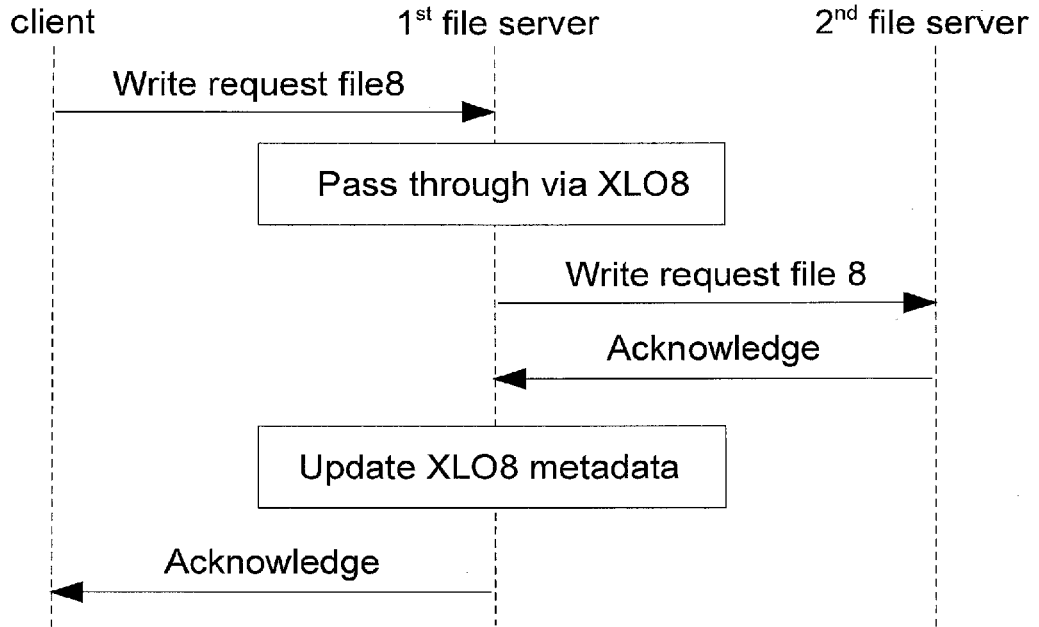 client 1st file server 2nd file server
Write request file8
Pass through via XLO8
Write request file 8
Acknowledge
Update XLO8 metadata
Acknowledge